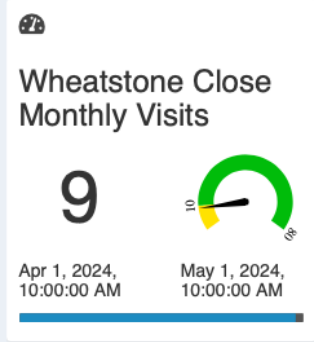 Wheatstone Close
Monthly Visits
9
10
80
Apr 1, 2024,
10:00:00 AM
May 1, 2024,
10:00:00 AM